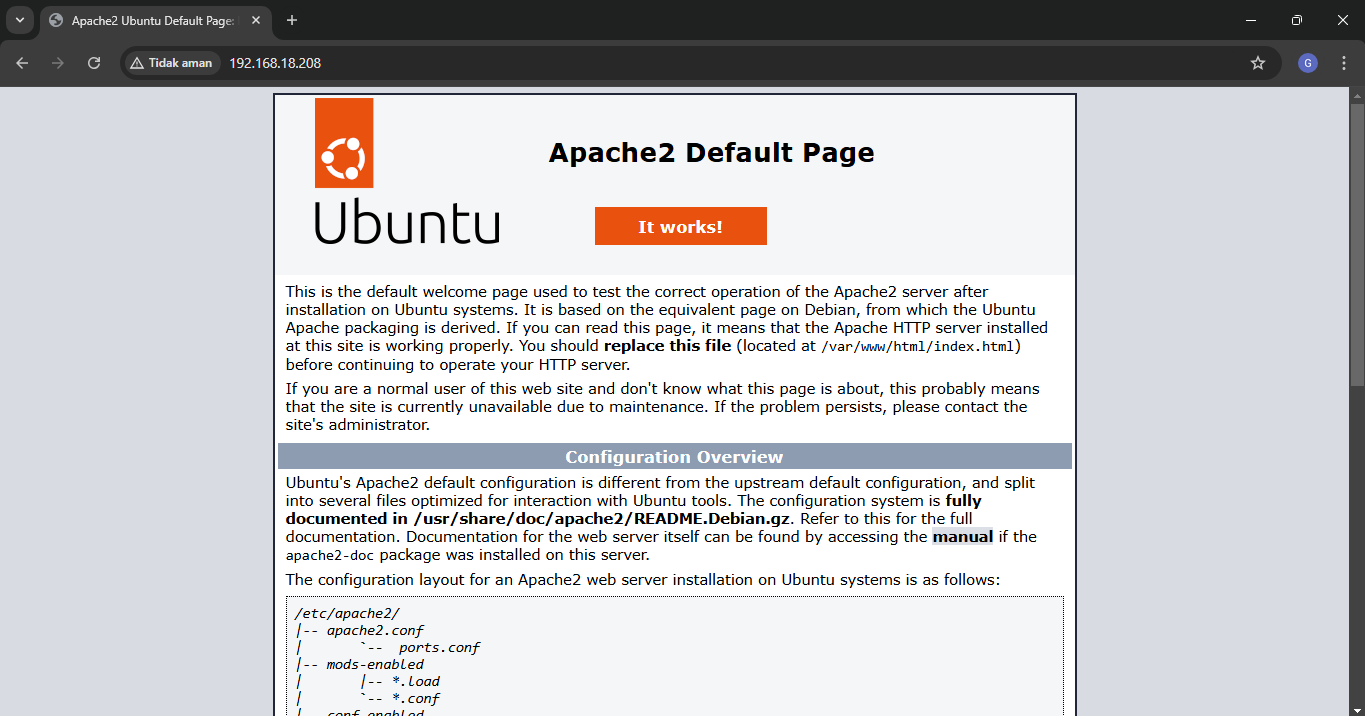 Apache2 Ubuntu Default Page:
Tidak aman
192.168.18.208
G
Apache2 Default Page
Ubuntu
It works!
This is the default welcome page used to test the correct operation of the Apache2 server after
installation on Ubuntu systems. It is based on the equivalent page on Debian, from which the Ubuntu
Apache packaging is derived. If you can read this page, it means that the Apache HTTP server installed
at this site is working properly. You should replace this file (located at /var/www/html/index.html)
before continuing to operate your HTTP server.
If you are a normal user of this web site and don't know what this page is about, this probably means
that the site is currently unavailable due to maintenance. If the problem persists, please contact the
site's administrator.
Configuration Overview
Ubuntu's Apache2 default configuration is different from the upstream default configuration, and split
into several files optimized for interaction with Ubuntu tools. The configuration system is fully
documented in /usr/share/doc/apache2/README.Debian.gz. Refer to this for the full
documentation. Documentation for the web server itself can be found by accessing the manual if the
apache2-doc package was installed on this server.
The configuration layout for an Apache2 web server installation on Ubuntu systems is as follows:
/etc/apache2/
|-- apache2.conf
|       `--  ports.conf
|-- mods-enabled
|       |-- *.load
|       `-- *.conf
|-- conf-enabled